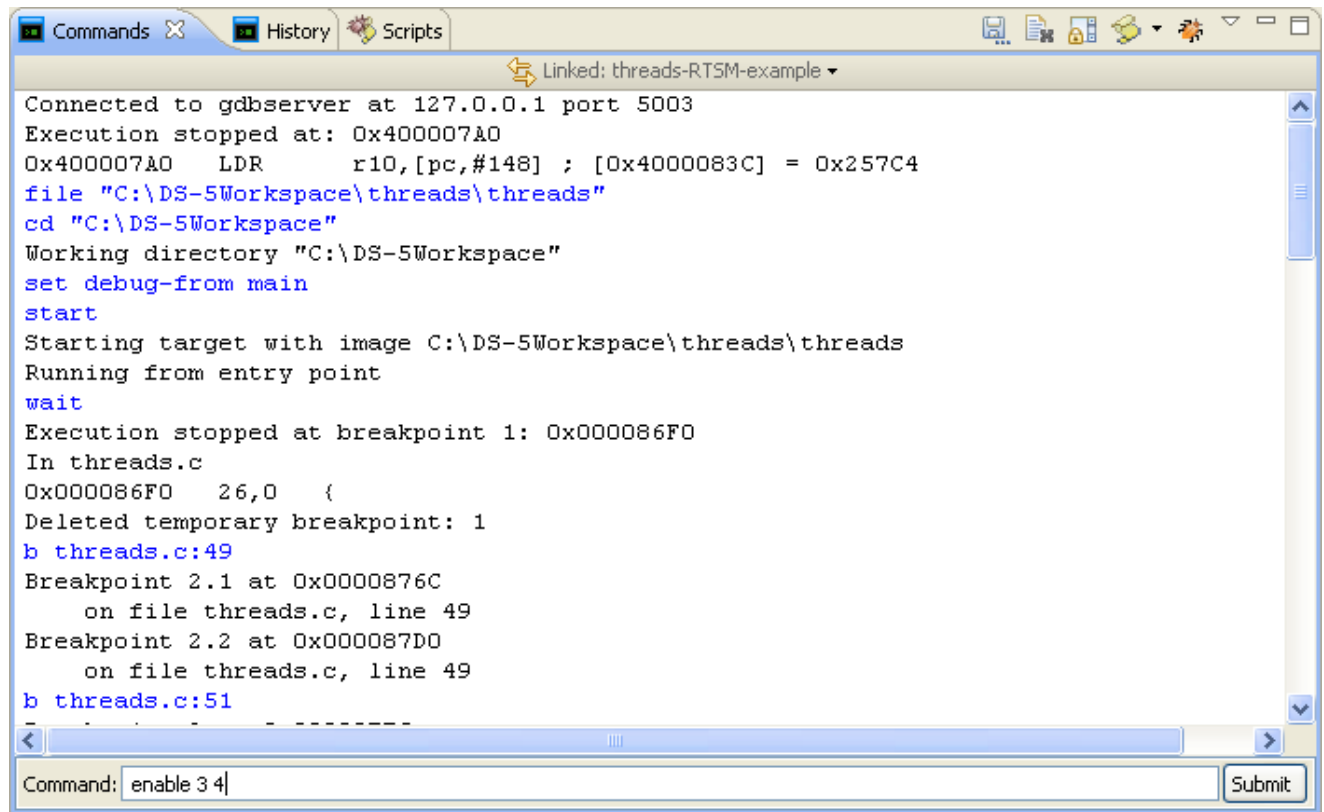 Commands History Scripts
Linked: threads-RTSM-example
Connected to gdbserver at 127.0.0.1 port 5003
Execution stopped at: 0x400007A0
0x400007A0   LDR      r10,[pc,#148] ; [0x4000083C] = 0x257C4
file "C:\DS-5Workspace\threads\threads"
cd "C:\DS-5Workspace"
Working directory "C:\DS-5Workspace"
set debug-from main
start
Starting target with image C:\DS-5Workspace\threads\threads
Running from entry point
wait
Execution stopped at breakpoint 1: 0x000086F0
In threads.c
0x000086F0   26,0   {
Deleted temporary breakpoint: 1
b threads.c:49
Breakpoint 2.1 at 0x0000876C
    on file threads.c, line 49
Breakpoint 2.2 at 0x000087D0
    on file threads.c, line 49
b threads.c:51
Command: enable 3 4 Submit